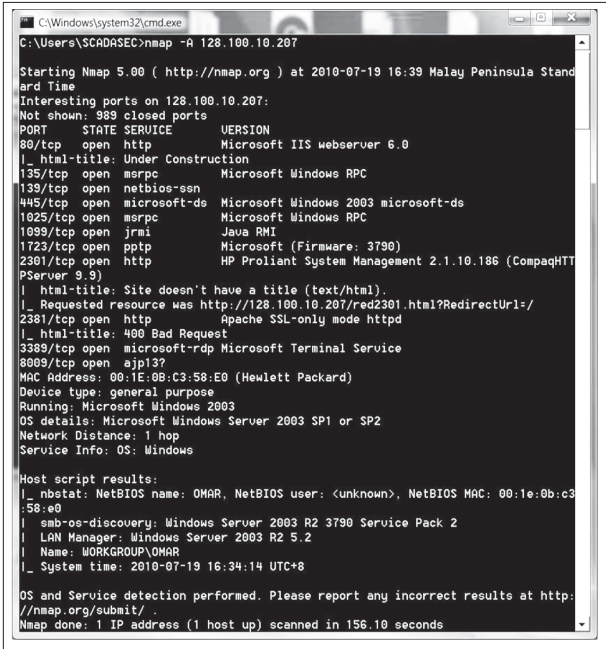 C:\Windows\system32\cmd.exe
C:\Users\SCADASEC>nmap -A 128.100.10.207
Starting Nmap 5.00 ( http://nmap.org ) at 2010-07-19 16:39 Malay Peninsula Stand
ard Time
Interesting ports on 128.100.10.207:
Not shown: 989 closed ports
PORT     STATE SERVICE       VERSION
80/tcp   open  http          Microsoft IIS webserver 6.0
|_ html-title: Under Construction
135/tcp  open  msrpc         Microsoft Windows RPC
139/tcp  open  netbios-ssn
445/tcp  open  microsoft-ds  Microsoft Windows 2003 microsoft-ds
1025/tcp open  msrpc         Microsoft Windows RPC
1099/tcp open  jrmi          Java RMI
1723/tcp open  pptp          Microsoft (Firmware: 3790)
2301/tcp open  http          HP Proliant System Management 2.1.10.186 (CompaqHTT
PServer 9.9)
|  html-title: Site doesn't have a title (text/html).
|_ Requested resource was http://128.100.10.207/red2301.html?RedirectUrl=/
2381/tcp open  http          Apache SSL-only mode httpd
|_ html-title: 400 Bad Request
3389/tcp open  microsoft-rdp Microsoft Terminal Service
8009/tcp open  ajp13?
MAC Address: 00:1E:0B:C3:58:E0 (Hewlett Packard)
Device type: general purpose
Running: Microsoft Windows 2003
OS details: Microsoft Windows Server 2003 SP1 or SP2
Network Distance: 1 hop
Service Info: OS: Windows
Host script results:
|_ nbstat: NetBIOS name: OMAR, NetBIOS user: <unknown>, NetBIOS MAC: 00:1e:0b:c3
:58:e0
|  smb-os-discovery: Windows Server 2003 R2 3790 Service Pack 2
|  LAN Manager: Windows Server 2003 R2 5.2
|  Name: WORKGROUP\OMAR
|_ System time: 2010-07-19 16:34:14 UTC+8
OS and Service detection performed. Please report any incorrect results at http:
//nmap.org/submit/ .
Nmap done: 1 IP address (1 host up) scanned in 156.10 seconds